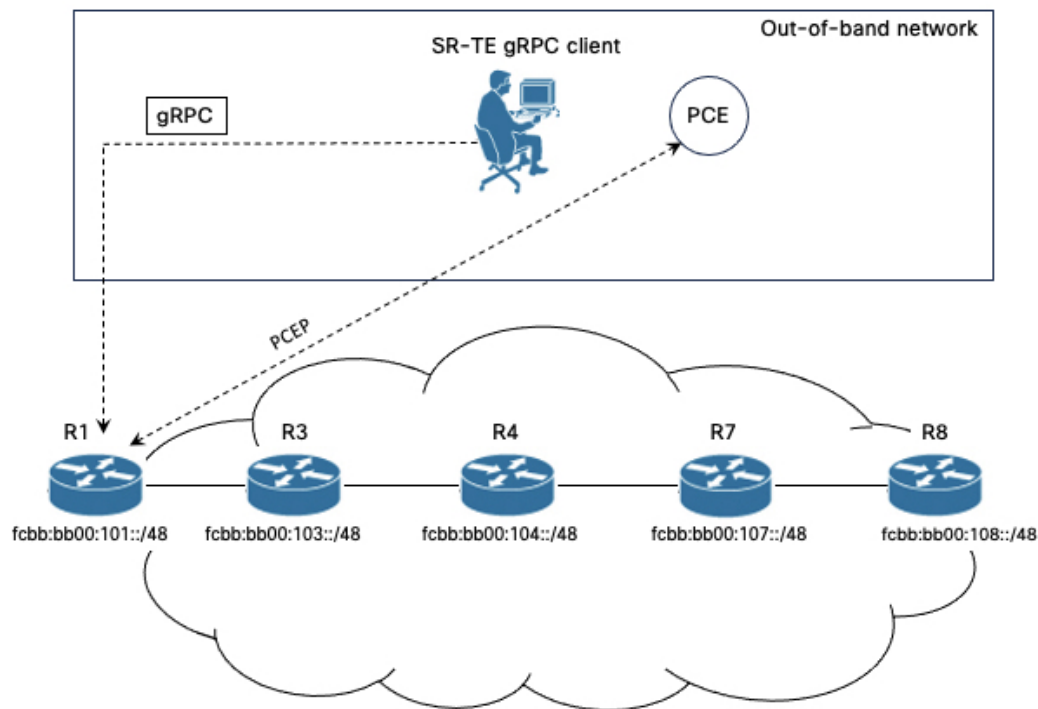 Out-of-band network
SR-TE gRPC client
gRPC
PCE
PCEP
R1
R3
R4
R7
R8
fcbb:bb00:101::/48
fcbb:bb00:103::/48
fcbb:bb00:104::/48
fcbb:bb00:107::/48
fcbb:bb00:108::/48